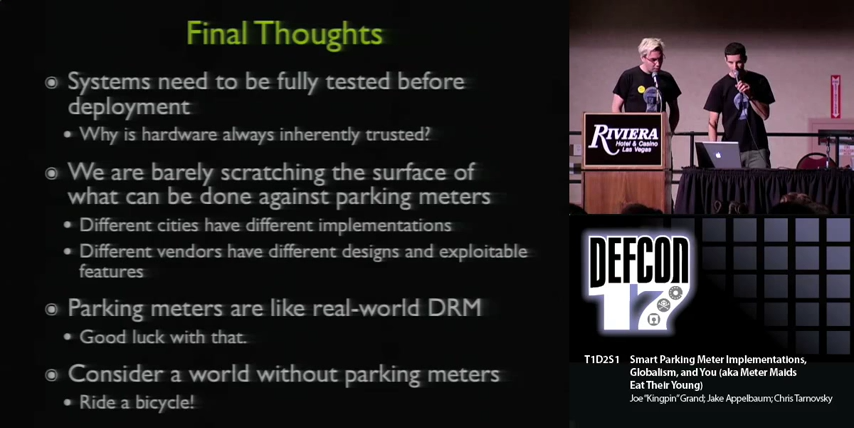 Final Thoughts
Systems need to be fully tested before
deployment
Why is hardware always inherently trusted?
We are barely scratching the surface of
what can be done against parking meters
Different cities have different implementations
Different vendors have different designs and exploitable
features
Parking meters are like real-world DRM
Good luck with that.
Consider a world without parking meters
Ride a bicycle!
RIVIERA
Hotel & Casino
Las Vegas
DEFCON
17
T1D2S1 Smart Parking Meter Implementations,
Globalism, and You (aka Meter Maids
Eat Their Young)
Joe "Kingpin" Grand; Jake Appelbaum; Chris Tarnovsky